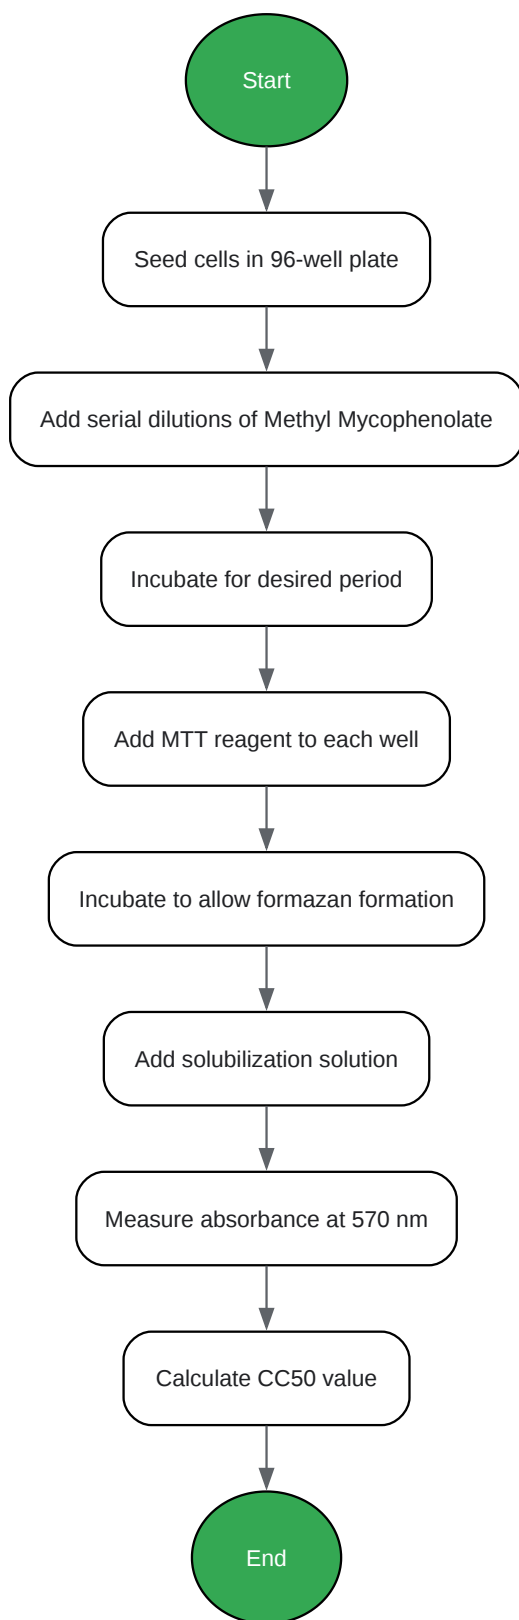 Start
Seed cells in 96-well plate
Add serial dilutions of Methyl Mycophenolate
Incubate for desired period
Add MTT reagent to each well
Incubate to allow formazan formation
Add solubilization solution
Measure absorbance at 570 nm
Calculate CC50 value
End